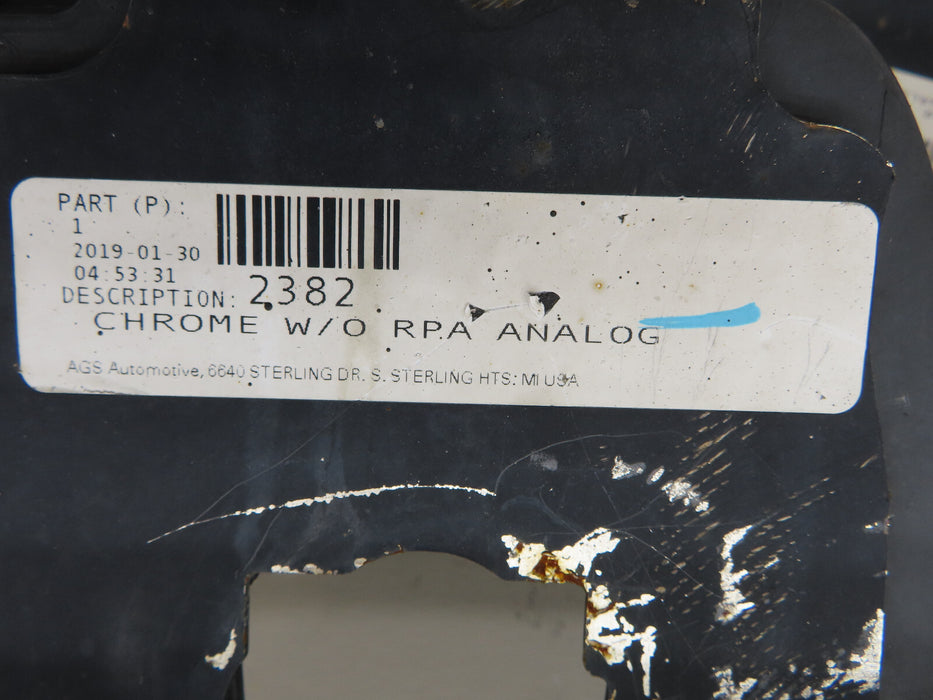 PART (P):
1
2019-01-30
04:53:31
DESCRIPTION: 2382
CHROME W/O RPA ANALOG
AGS Automotive, 6640 STERLING DR. S. STERLING HTS. MI USA